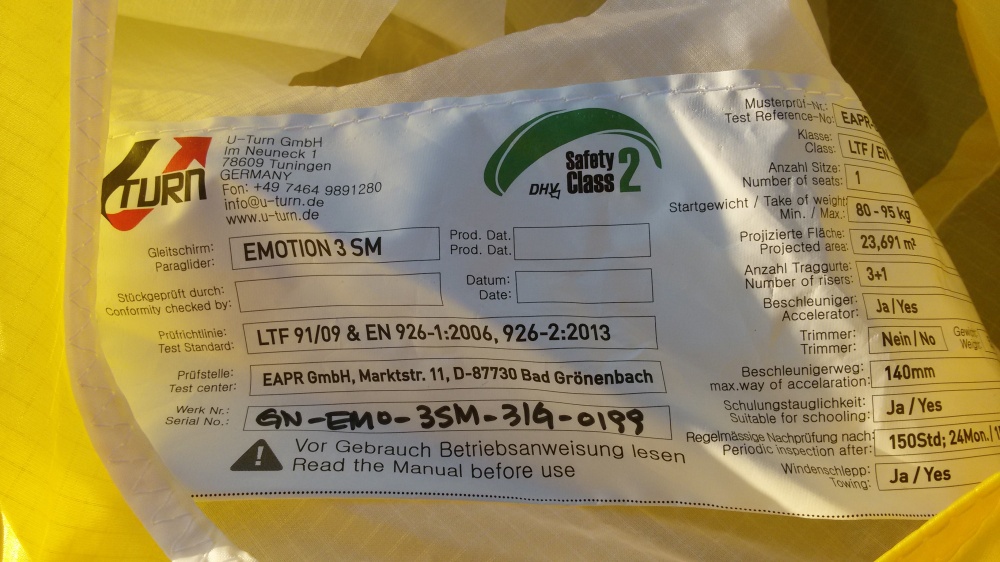 TURN
U-Turn GmbH
Im Neuneck 1
78609 Tuningen
GERMANY
Fon: +49 7464 9891280
info@u-turn.de
www.u-turn.de
DHV
Safety
Class 2
Gleitschirm:
Paraglider:
EMOTION 3 SM
Prod. Dat.
Prod. Dat.
Stückgeprüft durch:
Conformity checked by:
Datum:
Date:
Prüfrichtlinie:
Test Standard:
LTF 91/09 & EN 926-1:2006, 926-2:2013
Prüfstelle:
Test center:
EAPR GmbH, Marktstr. 11, D-87730 Bad Grönenbach
Werk Nr.:
Serial No.:
GN-EMO-3SM-31G-0199
Vor Gebrauch Betriebsanweisung lesen
Read the Manual before use
Musterprüf-Nr.:
Test Reference-No:
EAPR-
Klasse:
Class:
LTF / EN
Anzahl Sitze:
Number of seats:
1
Startgewicht / Take of weight
Min. / Max.:
80 - 95 kg
Projizierte Fläche:
Projected area:
23,691 m²
Anzahl Traggurte:
Number of risers:
3+1
Beschleuniger:
Accelerator:
Ja / Yes
Trimmer:
Trimmer:
Nein / No
Beschleunigerweg:
max.way of accelaration:
140mm
Schulungstauglichkeit:
Suitable for schooling:
Ja / Yes
Regelmässige Nachprüfung nach:
Periodic inspection after:
150Std; 24Mon. /
Windenschlepp:
Towing:
Ja / Yes